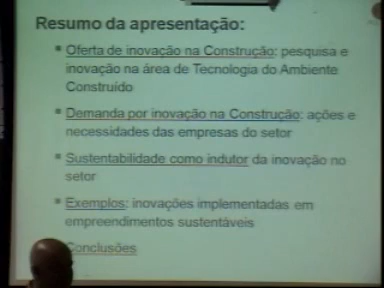 Resumo da apresentação:
▪ Oferta de inovação na Construção: pesquisa e
inovação na área de Tecnologia do Ambiente
Construído
▪ Demanda por inovação na Construção: ações e
necessidades das empresas do setor
▪ Sustentabilidade como indutor da inovação no
setor
▪ Exemplos: inovações implementadas em
empreendimentos sustentáveis
Conclusões